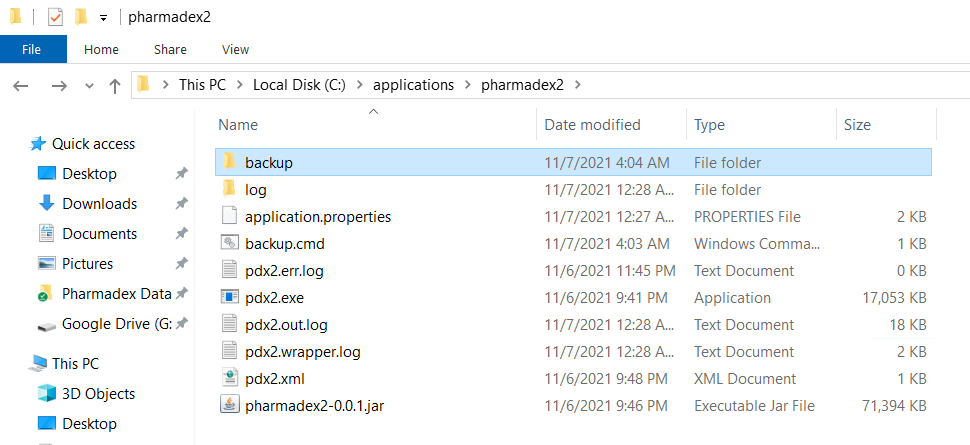 pharmadex2
File Home Share View
This PC Local Disk (C:) applications pharmadex2
Name Date modified Type Size
Quick access
Desktop
Downloads
Documents
Pictures
Pharmadex Data
Google Drive (G:
This PC
3D Objects
Desktop
backup 11/7/2021 4:04 AM File folder
log 11/7/2021 12:28 A... File folder
application.properties 11/7/2021 12:27 A... PROPERTIES File 2 KB
backup.cmd 11/7/2021 4:03 AM Windows Comma... 1 KB
pdx2.err.log 11/6/2021 11:45 PM Text Document 0 KB
pdx2.exe 11/6/2021 9:41 PM Application 17,053 KB
pdx2.out.log 11/7/2021 12:28 A... Text Document 18 KB
pdx2.wrapper.log 11/7/2021 12:28 A... Text Document 2 KB
pdx2.xml 11/6/2021 9:48 PM XML Document 1 KB
pharmadex2-0.0.1.jar 11/6/2021 9:46 PM Executable Jar File 71,394 KB